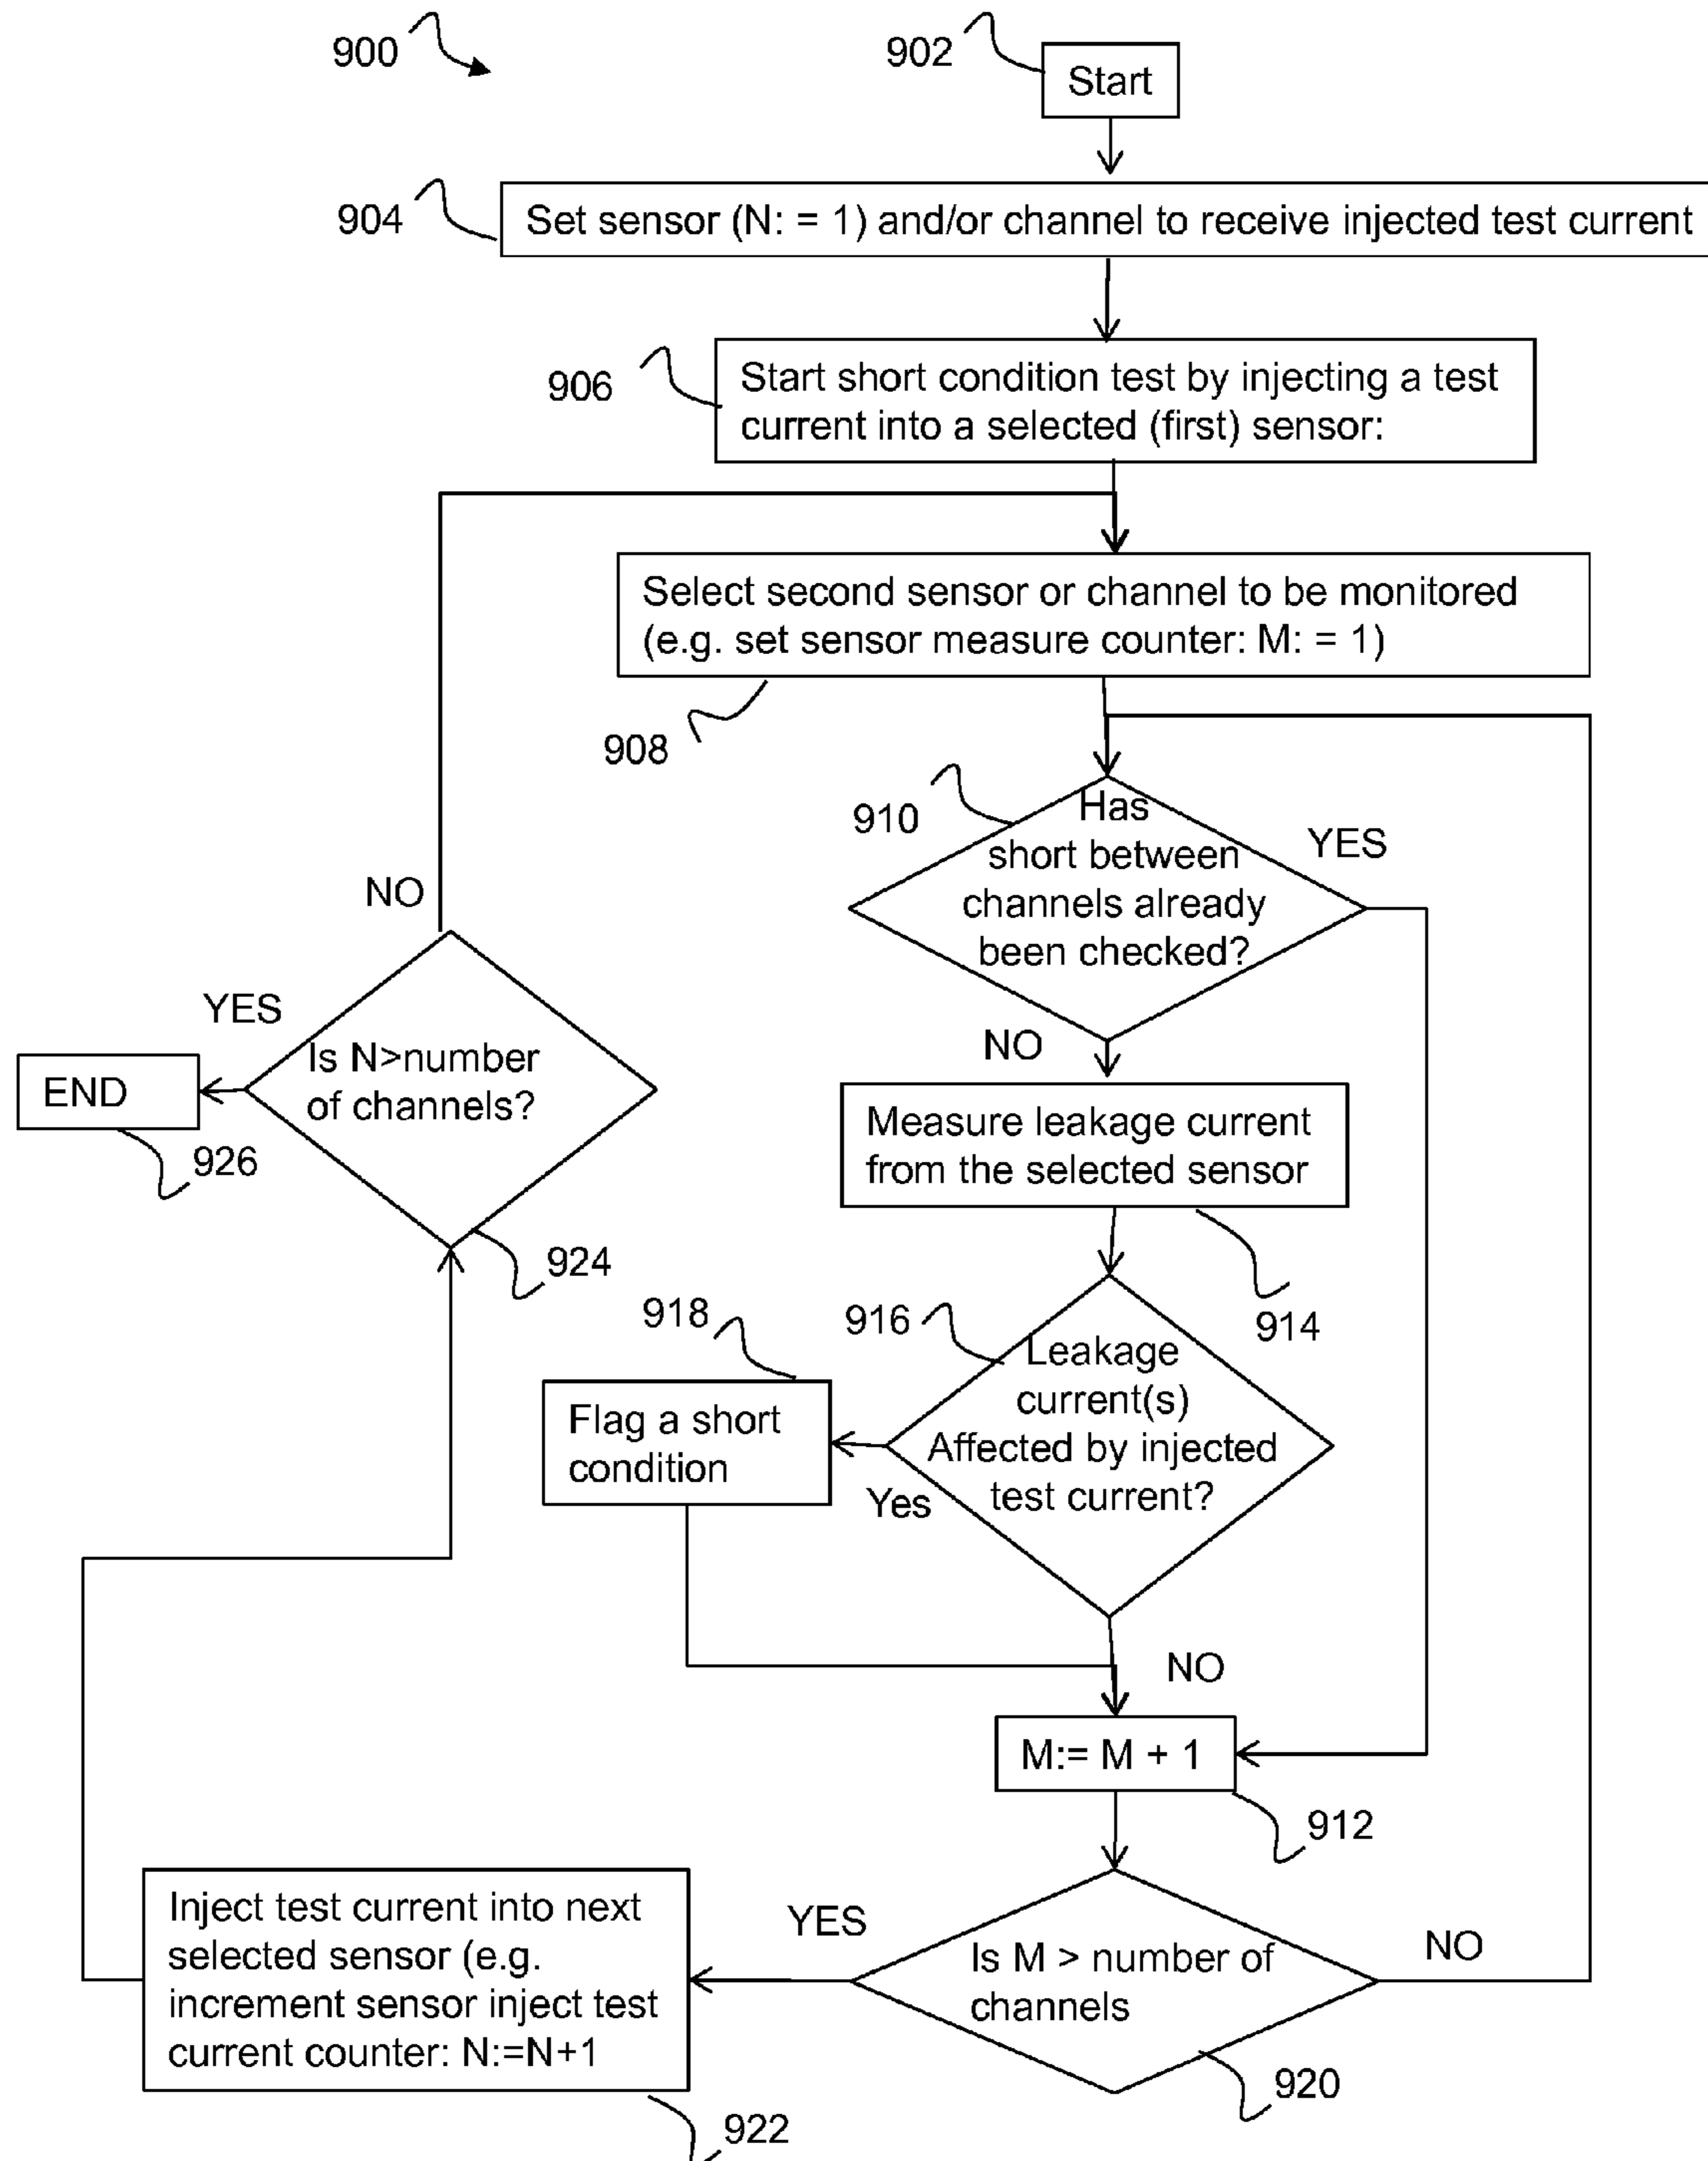 900
902
Start
904
Set sensor (N: = 1) and/or channel to receive injected test current
906
Start short condition test by injecting a test
current into a selected (first) sensor:
Select second sensor or channel to be monitored
(e.g. set sensor measure counter: M: = 1)
908
910
Has
short between
channels already
been checked?
YES
NO
NO
YES
Is N>number
of channels?
END
926
924
Measure leakage current
from the selected sensor
914
916
918
Leakage
current(s)
Affected by injected
test current?
Flag a short
condition
Yes
NO
M:= M + 1
912
Is M > number of
channels
YES
NO
920
Inject test current into next
selected sensor (e.g.
increment sensor inject test
current counter: N:=N+1
922